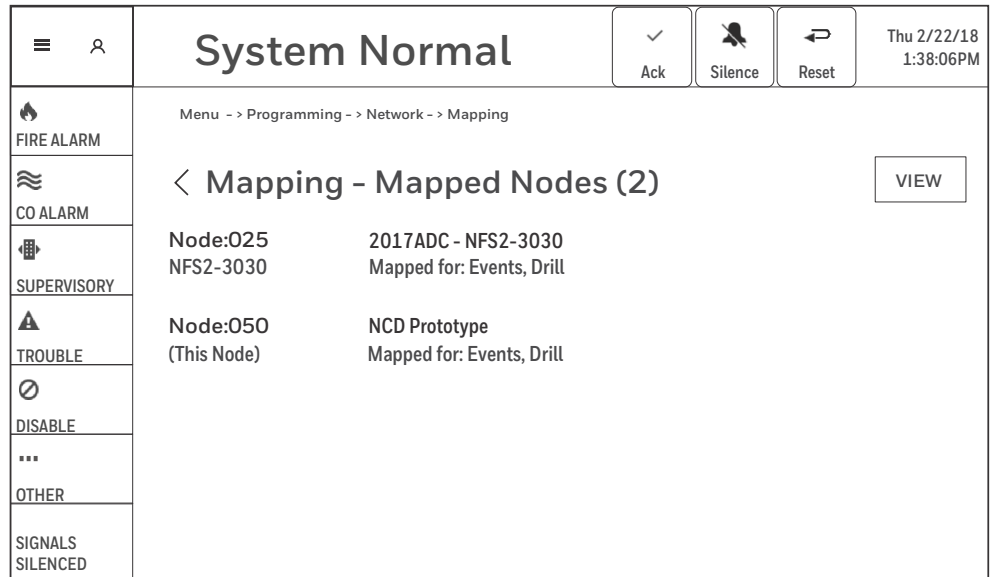 System Normal
Ack
Silence
Reset
Thu 2/22/18
1:38:06PM
FIRE ALARM
CO ALARM
SUPERVISORY
TROUBLE
DISABLE
OTHER
SIGNALS
SILENCED
Menu -> Programming -> Network -> Mapping
Mapping - Mapped Nodes (2)
VIEW
Node:025 2017ADC - NFS2-3030
NFS2-3030 Mapped for: Events, Drill
Node:050 NCD Prototype
(This Node) Mapped for: Events, Drill